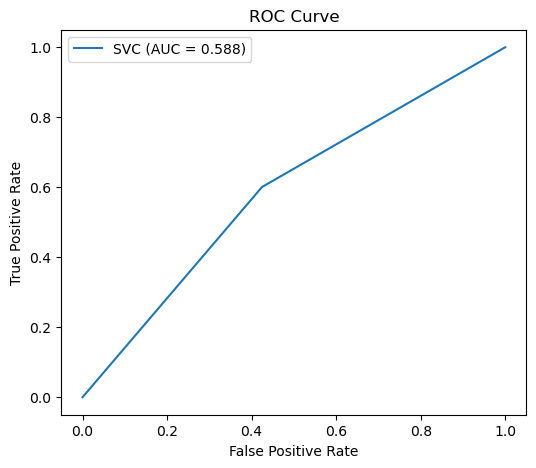 ROC Curve
SVC (AUC = 0.588)
1.0
0.8
0.6
0.4
0.2
0.0
True Positive Rate
0.0 0.2 0.4 0.6 0.8 1.0
False Positive Rate